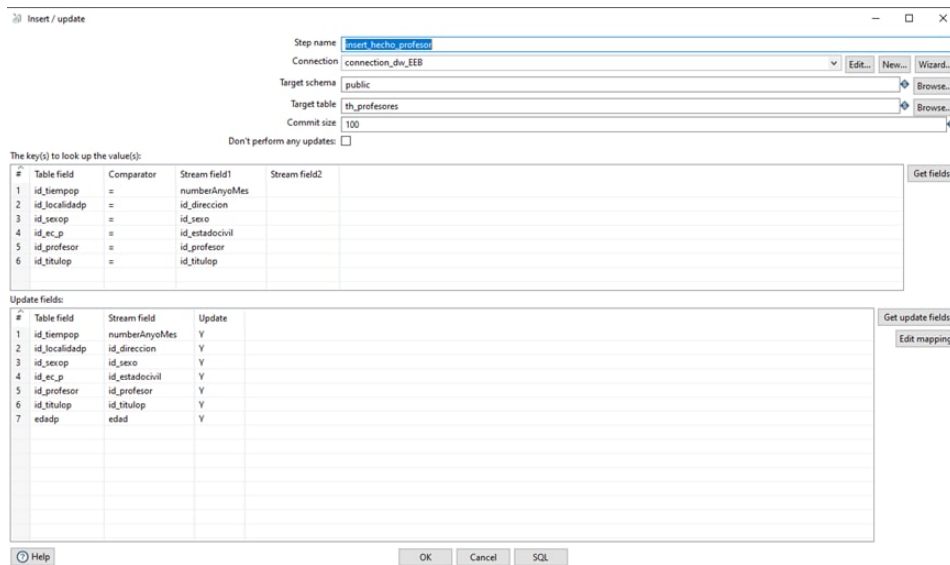 Insert / update
Step name insert_hecho_profesor
Connection connection_dw_EEB Edit... New... Wizard..
Target schema public Browse..
Target table th_profesores Browse..
Commit size 100
Don't perform any updates:
The key(s) to look up the value(s):
# Table field Comparator Stream field1 Stream field2 Get fields
1 id_tiempop = numberAnyoMes
2 id_localidadp = id_direccion
3 id_sexop = id_sexo
4 id_ec_p = id_estadocivil
5 id_profesor = id_profesor
6 id_titulop = id_titulop
Update fields:
# Table field Stream field Update Get update fields
1 id_tiempop numberAnyoMes Y Edit mapping
2 id_localidadp id_direccion Y
3 id_sexop id_sexo Y
4 id_ec_p id_estadocivil Y
5 id_profesor id_profesor Y
6 id_titulop id_titulop Y
7 edadp edad Y
Help OK Cancel SQL